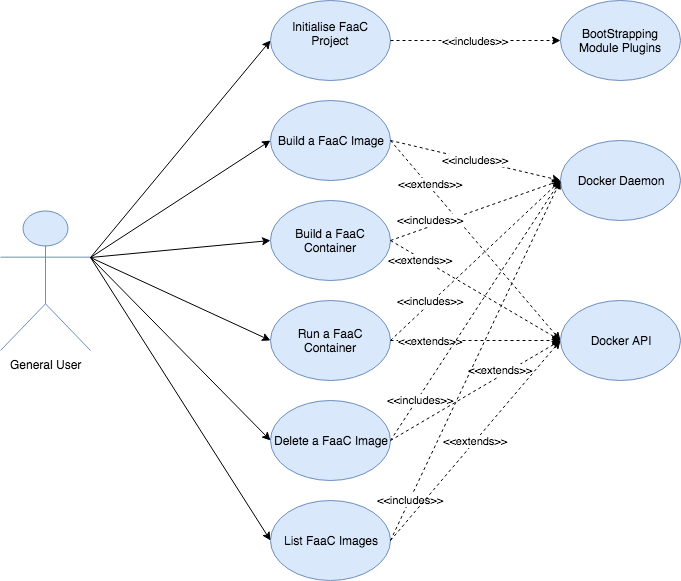 Initialise FaaC
Project
<<includes>>
BootStrapping
Module Plugins
Build a FaaC Image
<<includes>>
<<extends>>
Docker Daemon
Build a FaaC
Container
<<includes>>
<<extends>>
Run a FaaC
Container
<<includes>>
<<extends>>
Docker API
General User
<<extends>>
<<includes>>
Delete a FaaC Image
<<extends>>
<<includes>>
List FaaC Images